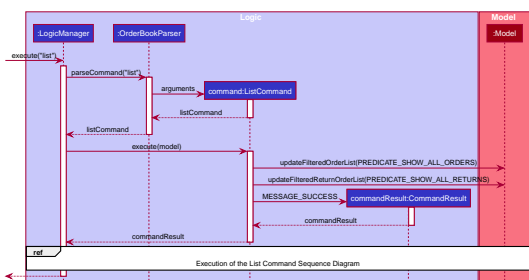 Logic
Model
:LogicManager
:OrderBookParser
:Model
execute("list")
parseCommand("list")
arguments
command:ListCommand
listCommand
listCommand
execute(model)
updateFilteredOrderList(PREDICATE_SHOW_ALL_ORDERS)
updateFilteredReturnOrderList(PREDICATE_SHOW_ALL_RETURNS)
MESSAGE_SUCCESS
commandResult:CommandResult
commandResult
commandResult
ref
Execution of the List Command Sequence Diagram